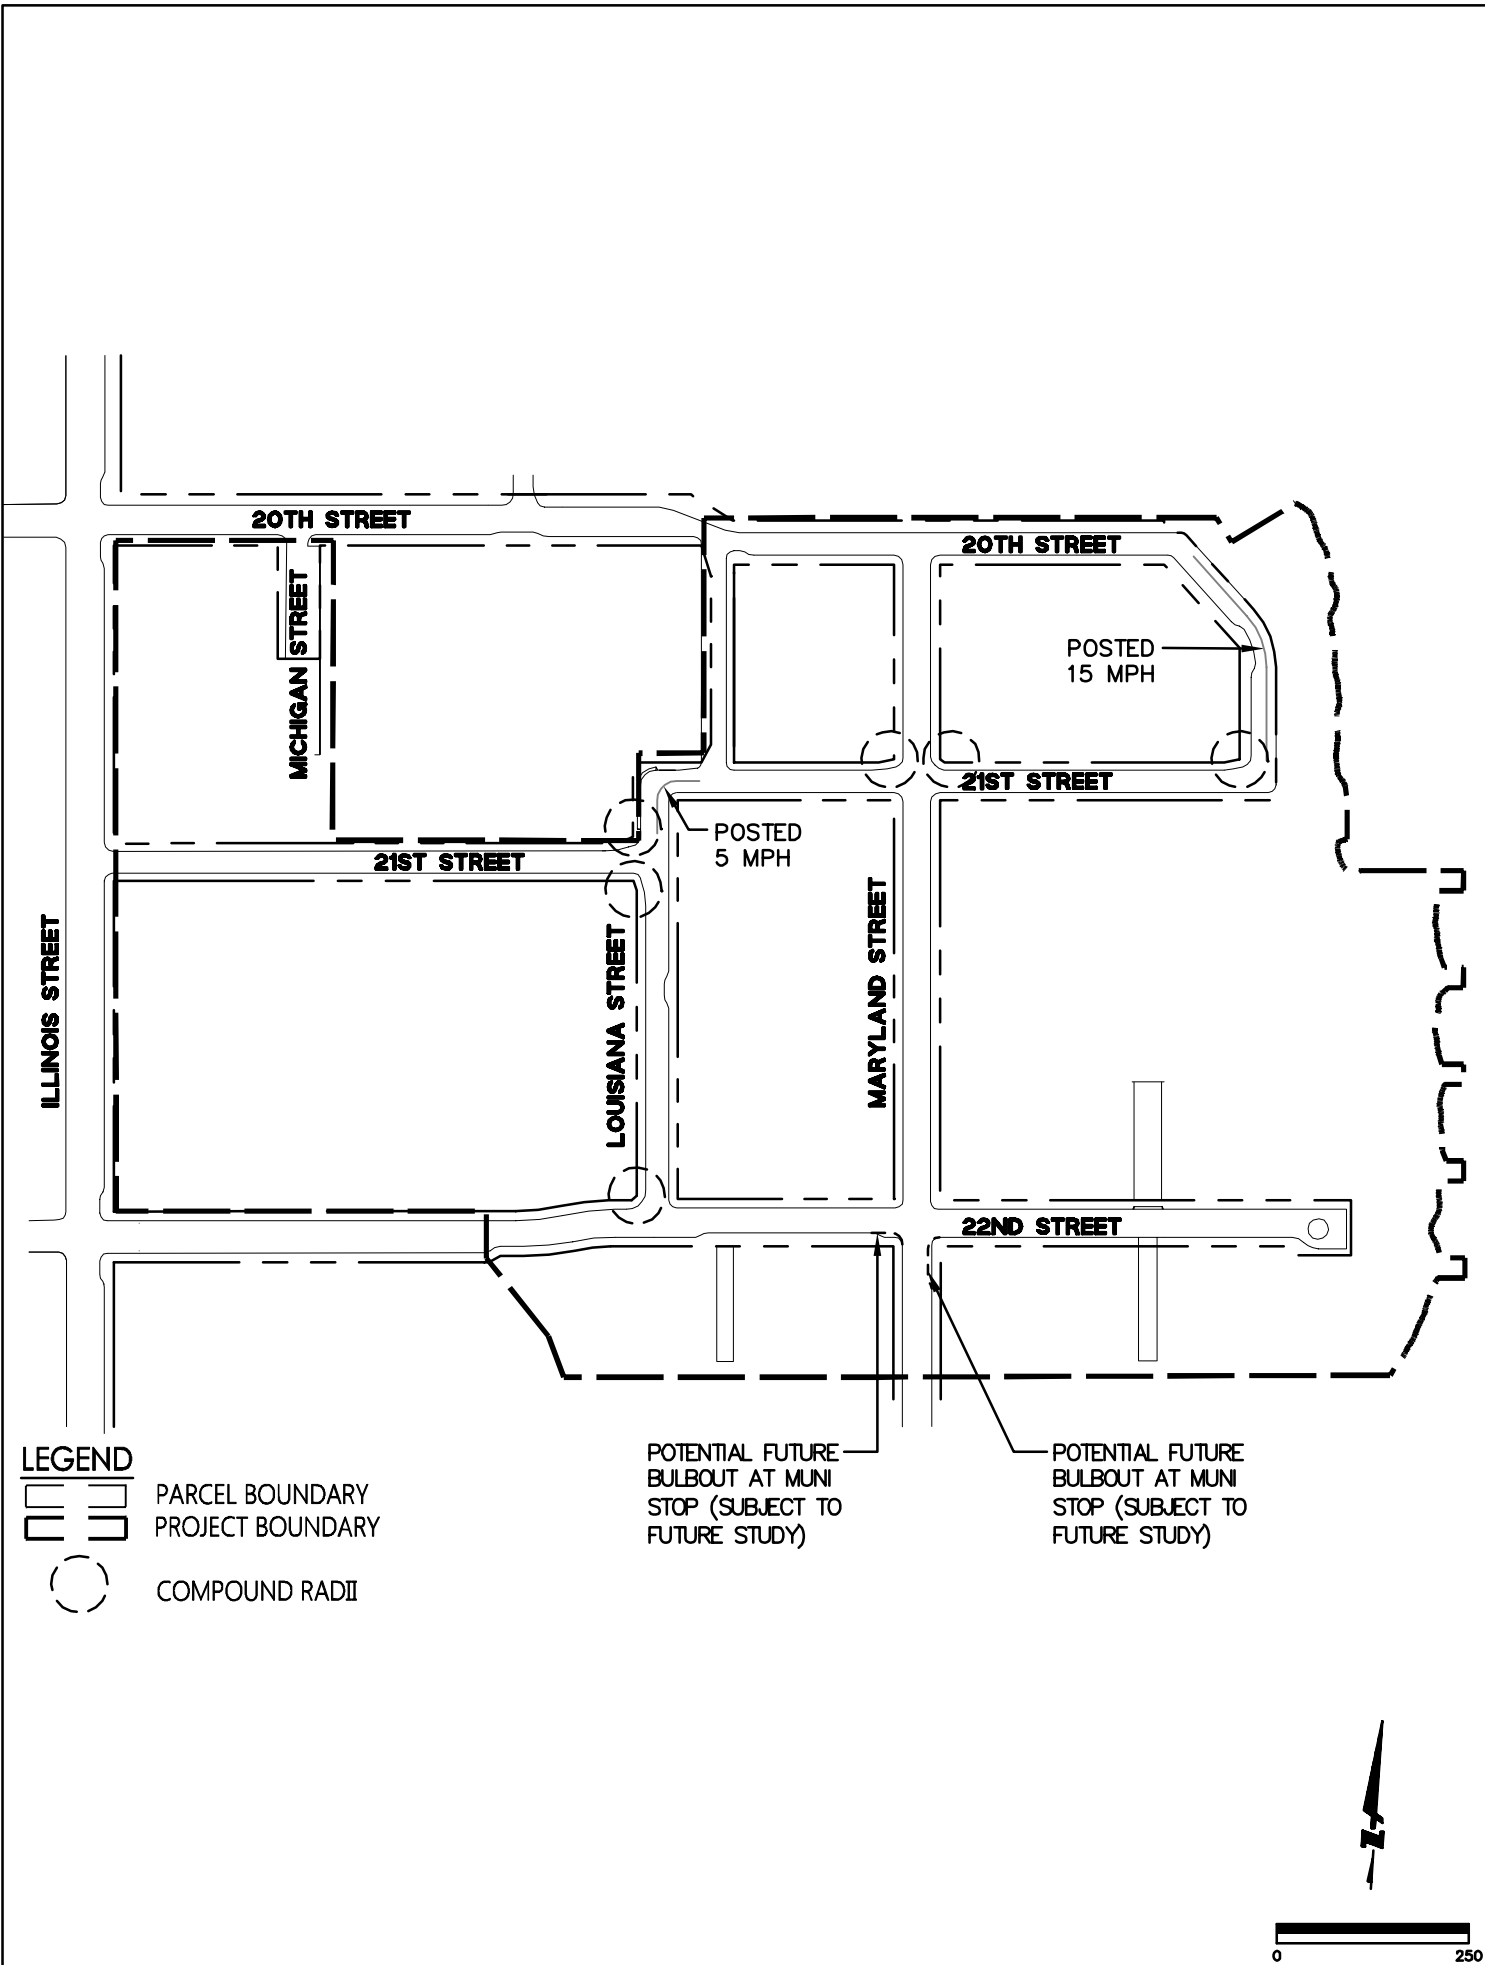 20TH STREET
20TH STREET
MICHIGAN STREET
POSTED
15 MPH
21ST STREET
POSTED
5 MPH
21ST STREET
ILLINOIS STREET
LOUISIANA STREET
MARYLAND STREET
22ND STREET
POTENTIAL FUTURE
BULBOUT AT MUNI
STOP (SUBJECT TO
FUTURE STUDY)
POTENTIAL FUTURE
BULBOUT AT MUNI
STOP (SUBJECT TO
FUTURE STUDY)
LEGEND
PARCEL BOUNDARY
PROJECT BOUNDARY
COMPOUND RADII
N
0 250